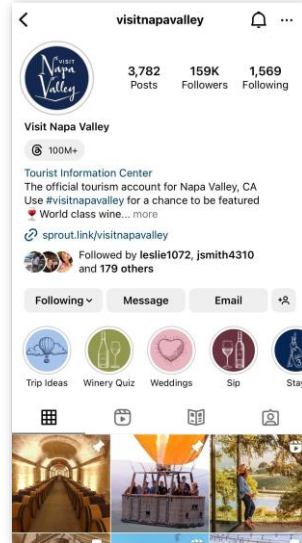 visitnapavalley
VISIT
Napa
Valley
3,782 159K 1,569
Posts Followers Following
Visit Napa Valley
100M+
Tourist Information Center
The official tourism account for Napa Valley, CA
Use #visitnapavalley for a chance to be featured
🍷 World class wine... more
sprout.link/visitnapavalley
Followed by leslie1072, jsmith4310
and 179 others
Following Message Email
Trip Ideas Winery Quiz Weddings Sip Stay